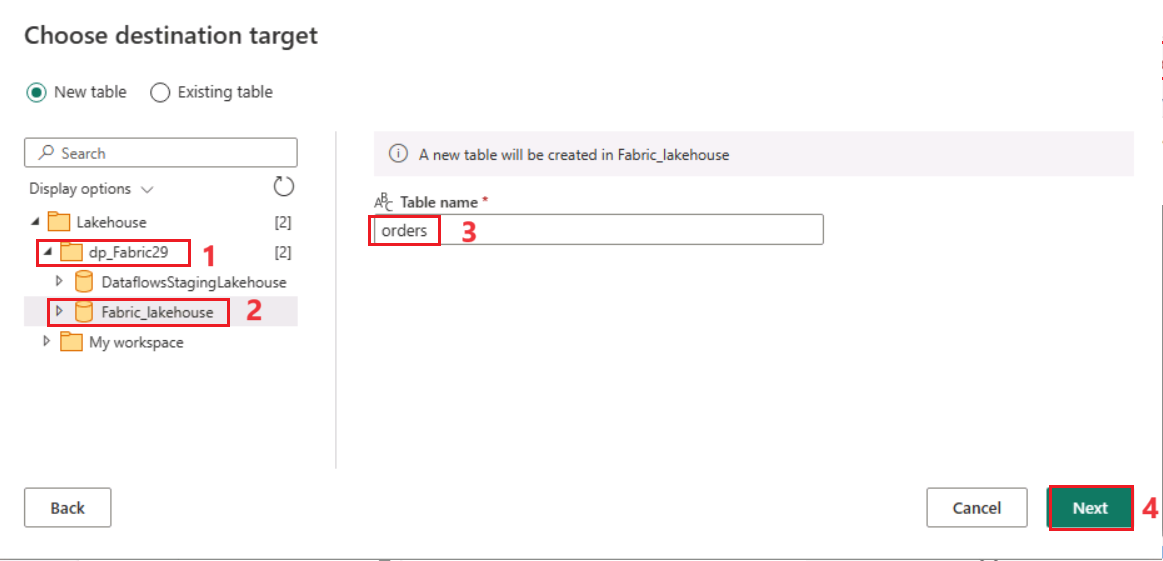 Choose destination target
New table Existing table
Search
Display options
Lakehouse [2]
dp_Fabric29 1 [2]
DataflowsStagingLakehouse
Fabric_lakehouse 2
My workspace
A new table will be created in Fabric_lakehouse
ABC Table name *
orders 3
Back Cancel Next 4